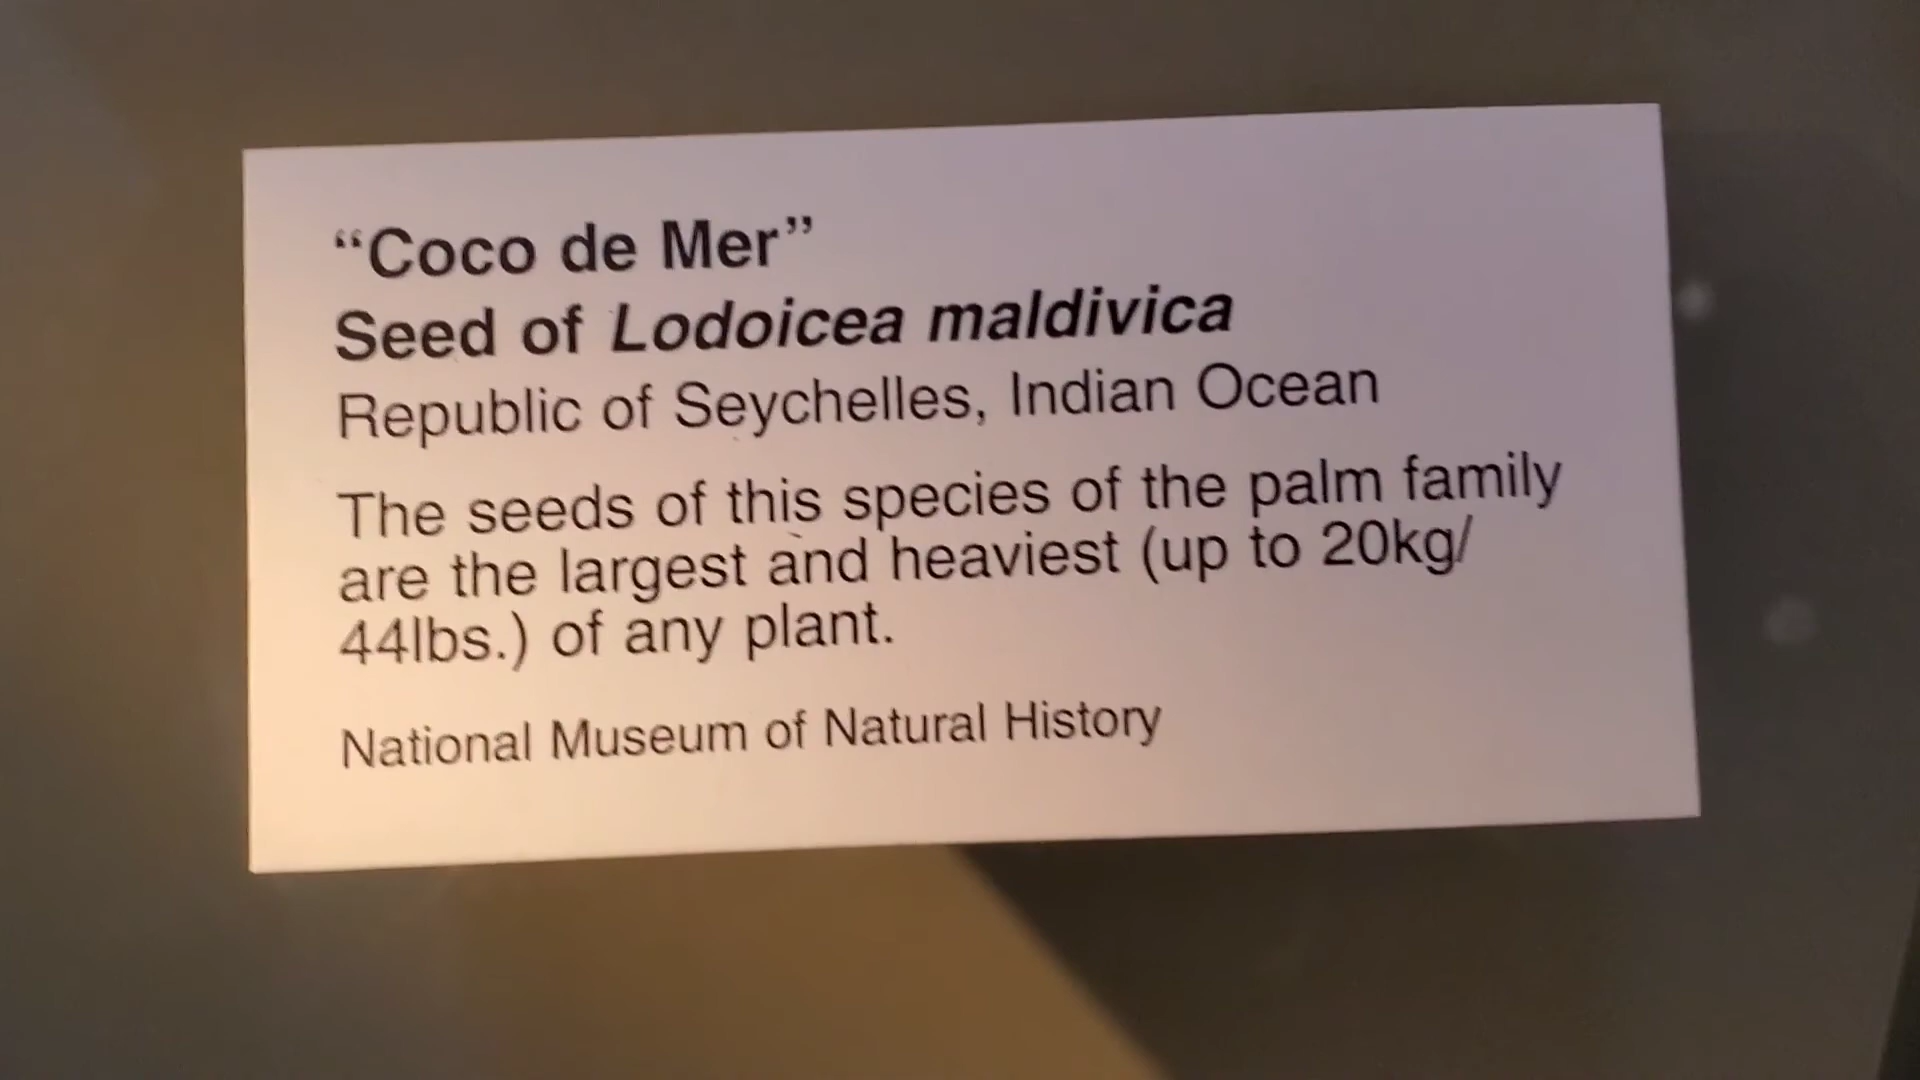 “Coco de Mer”
Seed of Lodoicea maldivica
Republic of Seychelles, Indian Ocean
The seeds of this species of the palm family
are the largest and heaviest (up to 20kg/
44lbs.) of any plant.
National Museum of Natural History